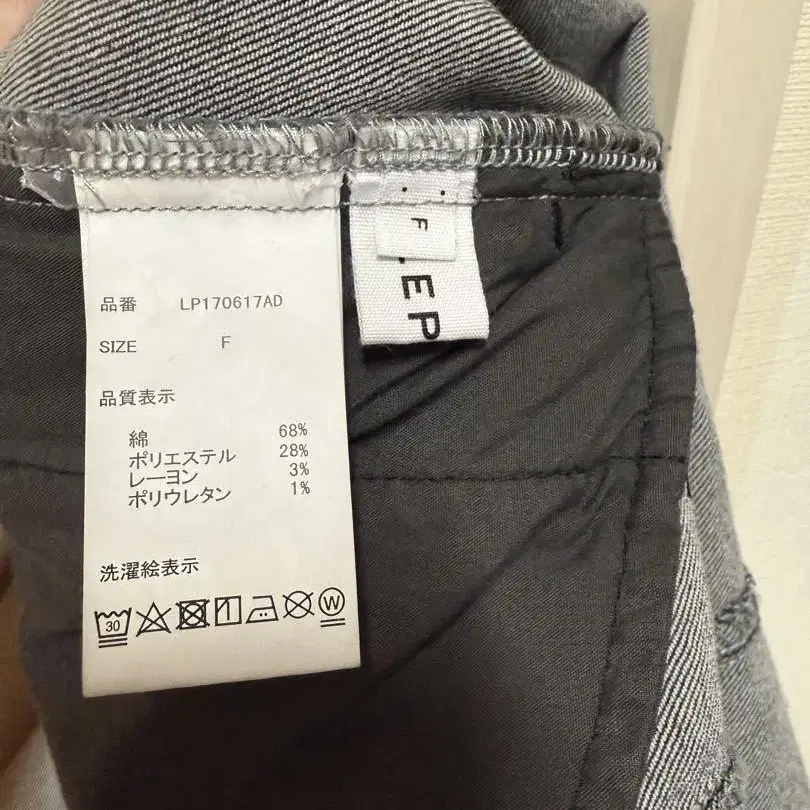 品番 LP170617AD
SIZE F
品質表示
綿 68%
ポリエステル 28%
レーヨン 3%
ポリウレタン 1%
洗濯絵表示
30
W
F
LEP